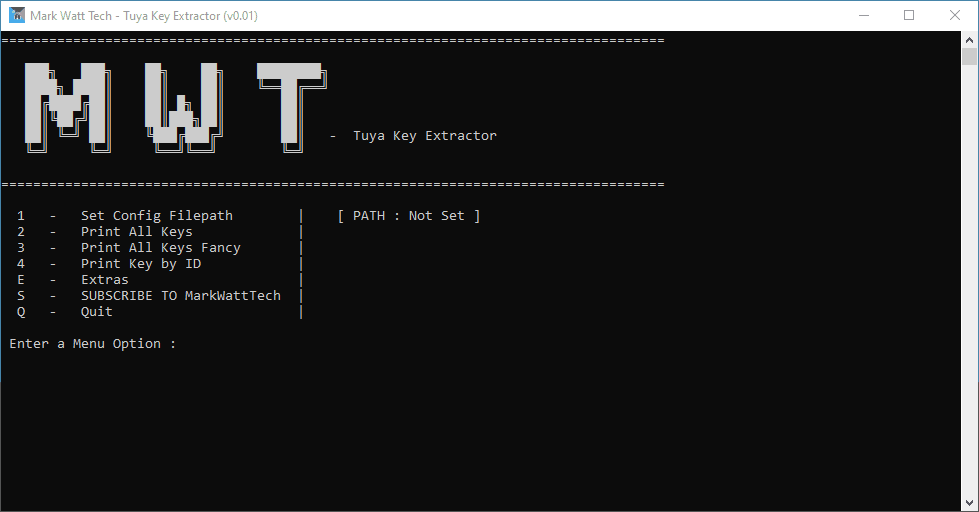 Mark Watt Tech - Tuya Key Extractor (v0.01)
===================================================================================
MWT - Tuya Key Extractor
===================================================================================
1 - Set Config Filepath | [ PATH : Not Set ]
2 - Print All Keys |
3 - Print All Keys Fancy |
4 - Print Key by ID |
E - Extras |
S - SUBSCRIBE TO MarkWattTech |
Q - Quit |
Enter a Menu Option :